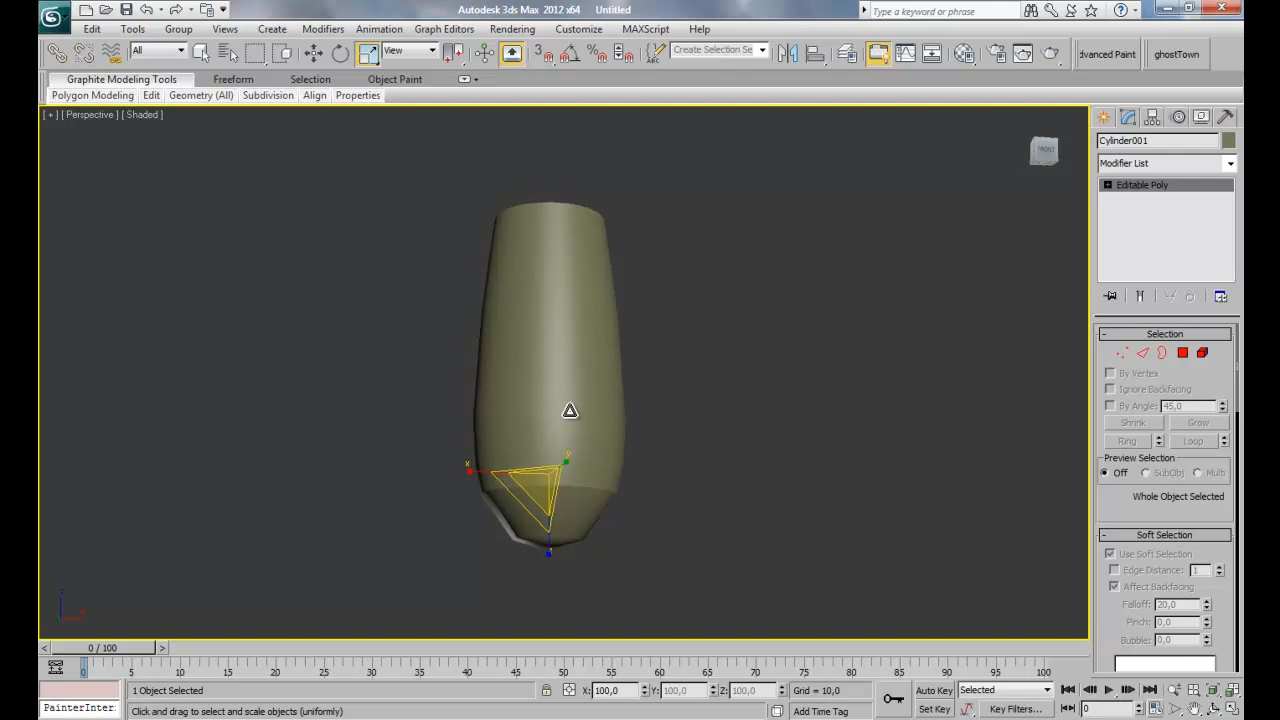 Autodesk 3ds Max 2012 x64 Untitled
Type a keyword or phrase
Edit Tools Group Views Create Modifiers Animation Graph Editors Rendering Customize MAXScript Help
All View 3 Create Selection Se dvanced Paint ghostTown
Graphite Modeling Tools Freeform Selection Object Paint
Polygon Modeling Edit Geometry (All) Subdivision Align Properties
[ + ] [ Perspective ] [ Shaded ]
FRONT
Cylinder001
Modifier List
Editable Poly
- Selection
By Vertex
Ignore Backfacing
By Angle: 45,0
Shrink Grow
Ring Loop
Preview Selection
Off SubObj Multi
Whole Object Selected
- Soft Selection
Use Soft Selection
Edge Distance: 1
Affect Backfacing
Falloff: 20,0
Pinch: 0,0
Bubble: 0,0
x
y
z
x
< 0 / 100 >
0 5 10 15 20 25 30 35 40 45 50 55 60 65 70 75 80 85 90 95 100
1 Object Selected X: 100,0 Y: 100,0 Z: 100,0 Grid = 10,0 Auto Key Selected
PainterInter: Click and drag to select and scale objects (uniformly) Add Time Tag Set Key Key Filters... 0